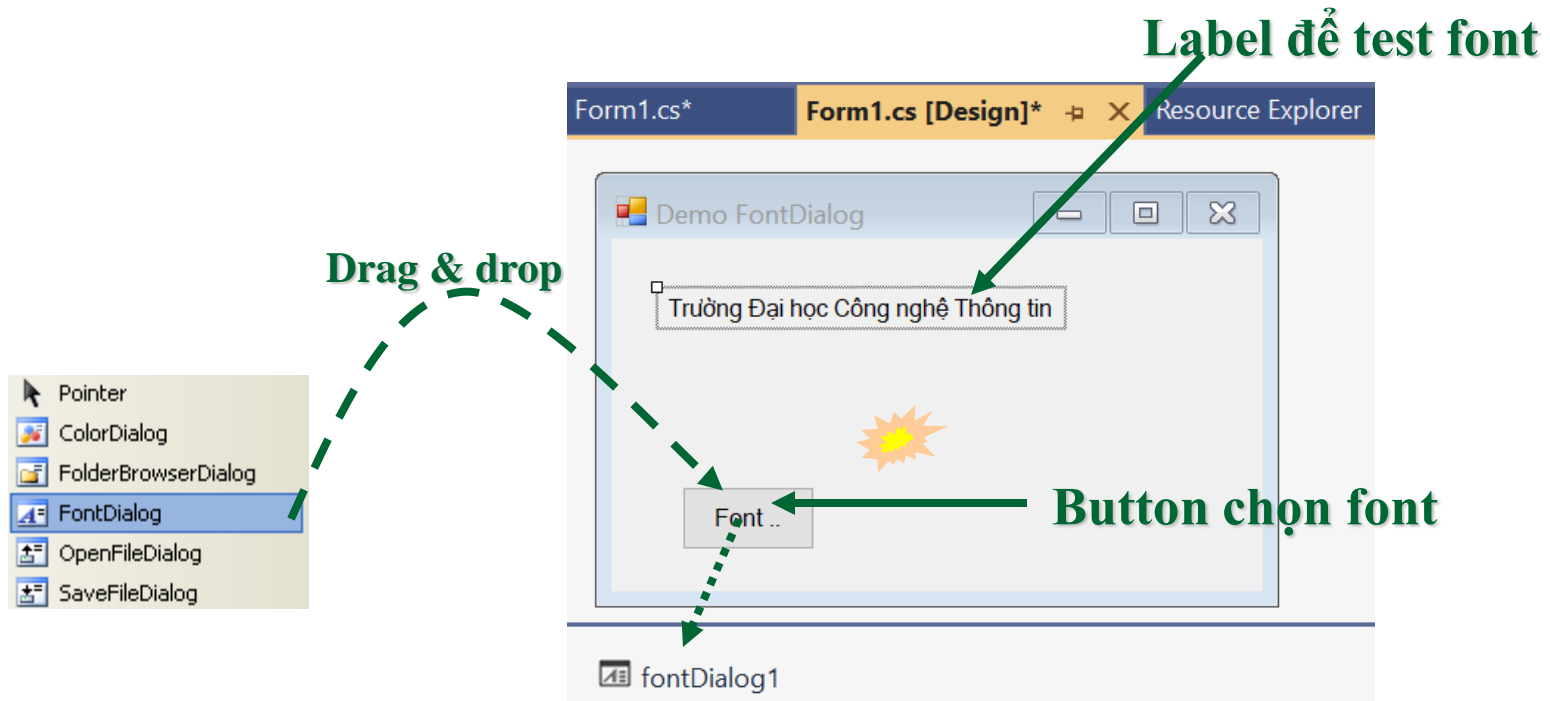 Label để test font
Form1.cs*
Form1.cs [Design]*
Resource Explorer
Demo FontDialog
Drag & drop
Trường Đại học Công nghệ Thông tin
Pointer
ColorDialog
FolderBrowserDialog
FontDialog
OpenFileDialog
SaveFileDialog
Font ..
Button chọn font
fontDialog1